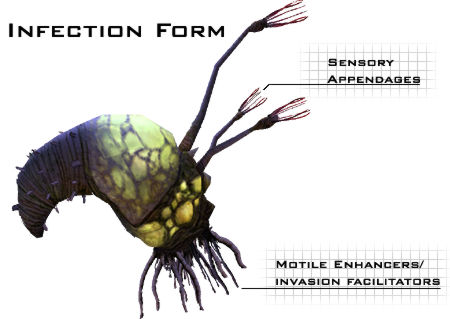 Infection Form
Sensory
Appendages
Motile Enhancers/
invasion facilitators